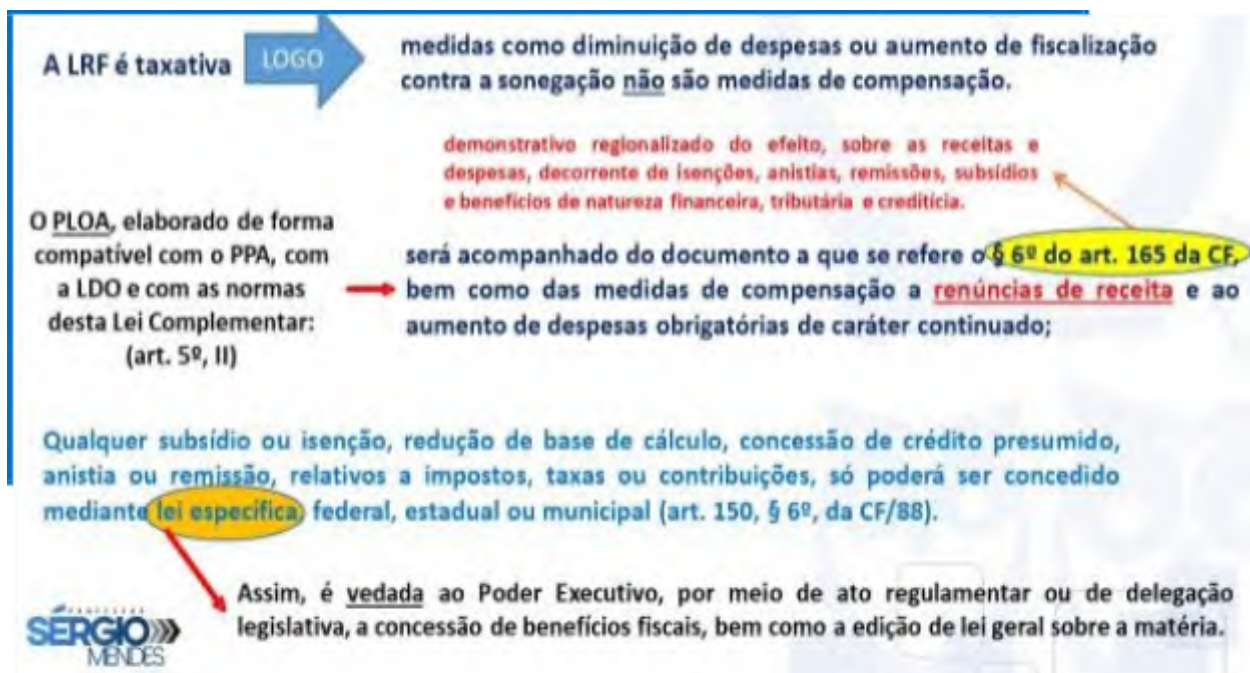 A LRF é taxativa
LOGO
medidas como diminuição de despesas ou aumento de fiscalização
contra a sonegação não são medidas de compensação.
demonstrativo regionalizado do efeito, sobre as receitas e
despesas, decorrente de isenções, anistias, remissões, subsídios
e benefícios de natureza financeira, tributária e creditícia.
O PLOA, elaborado de forma
compatível com o PPA, com
a LDO e com as normas
desta Lei Complementar:
(art. 5º, II)
será acompanhado do documento a que se refere o § 6º do art. 165 da CF,
bem como das medidas de compensação a renúncias de receita e ao
aumento de despesas obrigatórias de caráter continuado;
Qualquer subsídio ou isenção, redução de base de cálculo, concessão de crédito presumido,
anistia ou remissão, relativos a impostos, taxas ou contribuições, só poderá ser concedido
mediante lei específica, federal, estadual ou municipal (art. 150, § 6º, da CF/88).
Assim, é vedada ao Poder Executivo, por meio de ato regulamentar ou de delegação
legislativa, a concessão de benefícios fiscais, bem como a edição de lei geral sobre a matéria.
PROFESSOR
SÉRGIO
MENDES